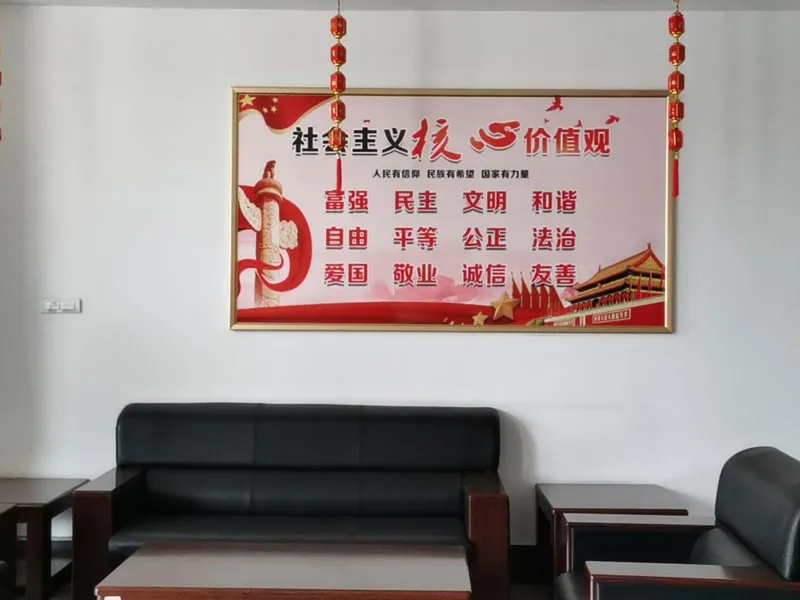 社会主义核心价值观
人民有信仰 民族有希望 国家有力量
富强 民主 文明 和谐
自由 平等 公正 法治
爱国 敬业 诚信 友善